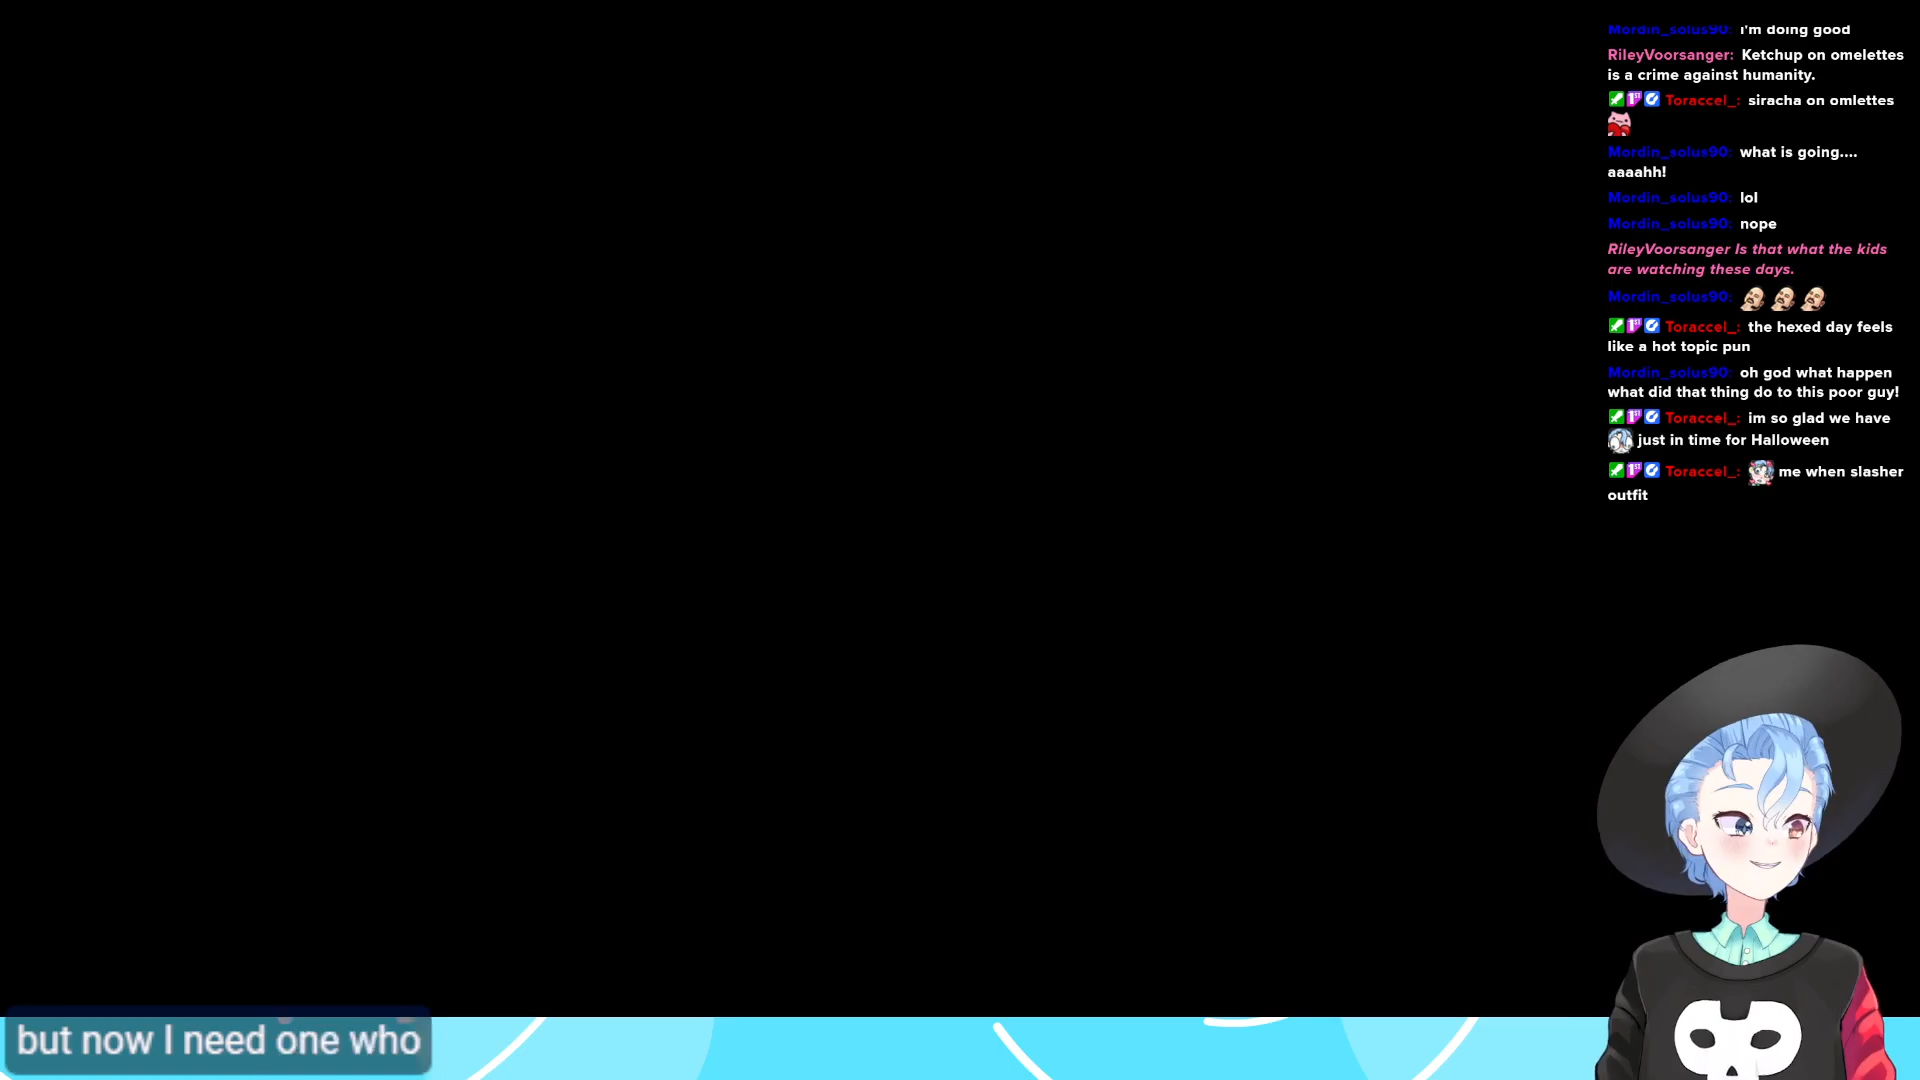 Mordin_solus90: i'm doing good
RileyVoorsanger: Ketchup on omelettes
is a crime against humanity.
Toraccel_: siracha on omlettes
Mordin_solus90: what is going....
aaaahh!
Mordin_solus90: lol
Mordin_solus90: nope
RileyVoorsanger Is that what the kids
are watching these days.
Mordin_solus90:
Toraccel_: the hexed day feels
like a hot topic pun
Mordin_solus90: oh god what happen
what did that thing do to this poor guy!
Toraccel_: im so glad we have
just in time for Halloween
Toraccel_: me when slasher
outfit
but now I need one who